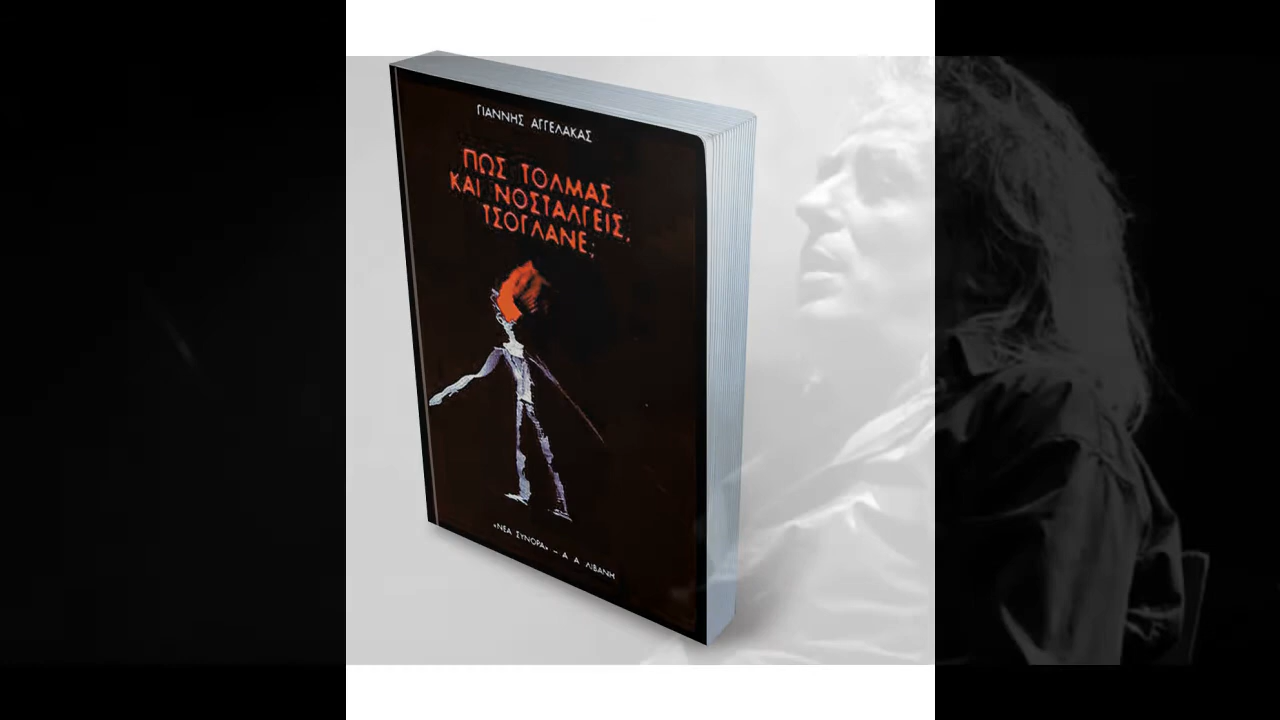 ΓΙΑΝΝΗΣ ΑΓΓΕΛΑΚΑΣ
ΠΩΣ ΤΟΛΜΑΣ
ΚΑΙ ΝΟΣΤΑΛΓΕΙΣ,
ΤΣΟΓΛΑΝΕ;
«ΝΕΑ ΣΥΝΟΡΑ» – Α. Α. ΛΙΒΑΝΗ